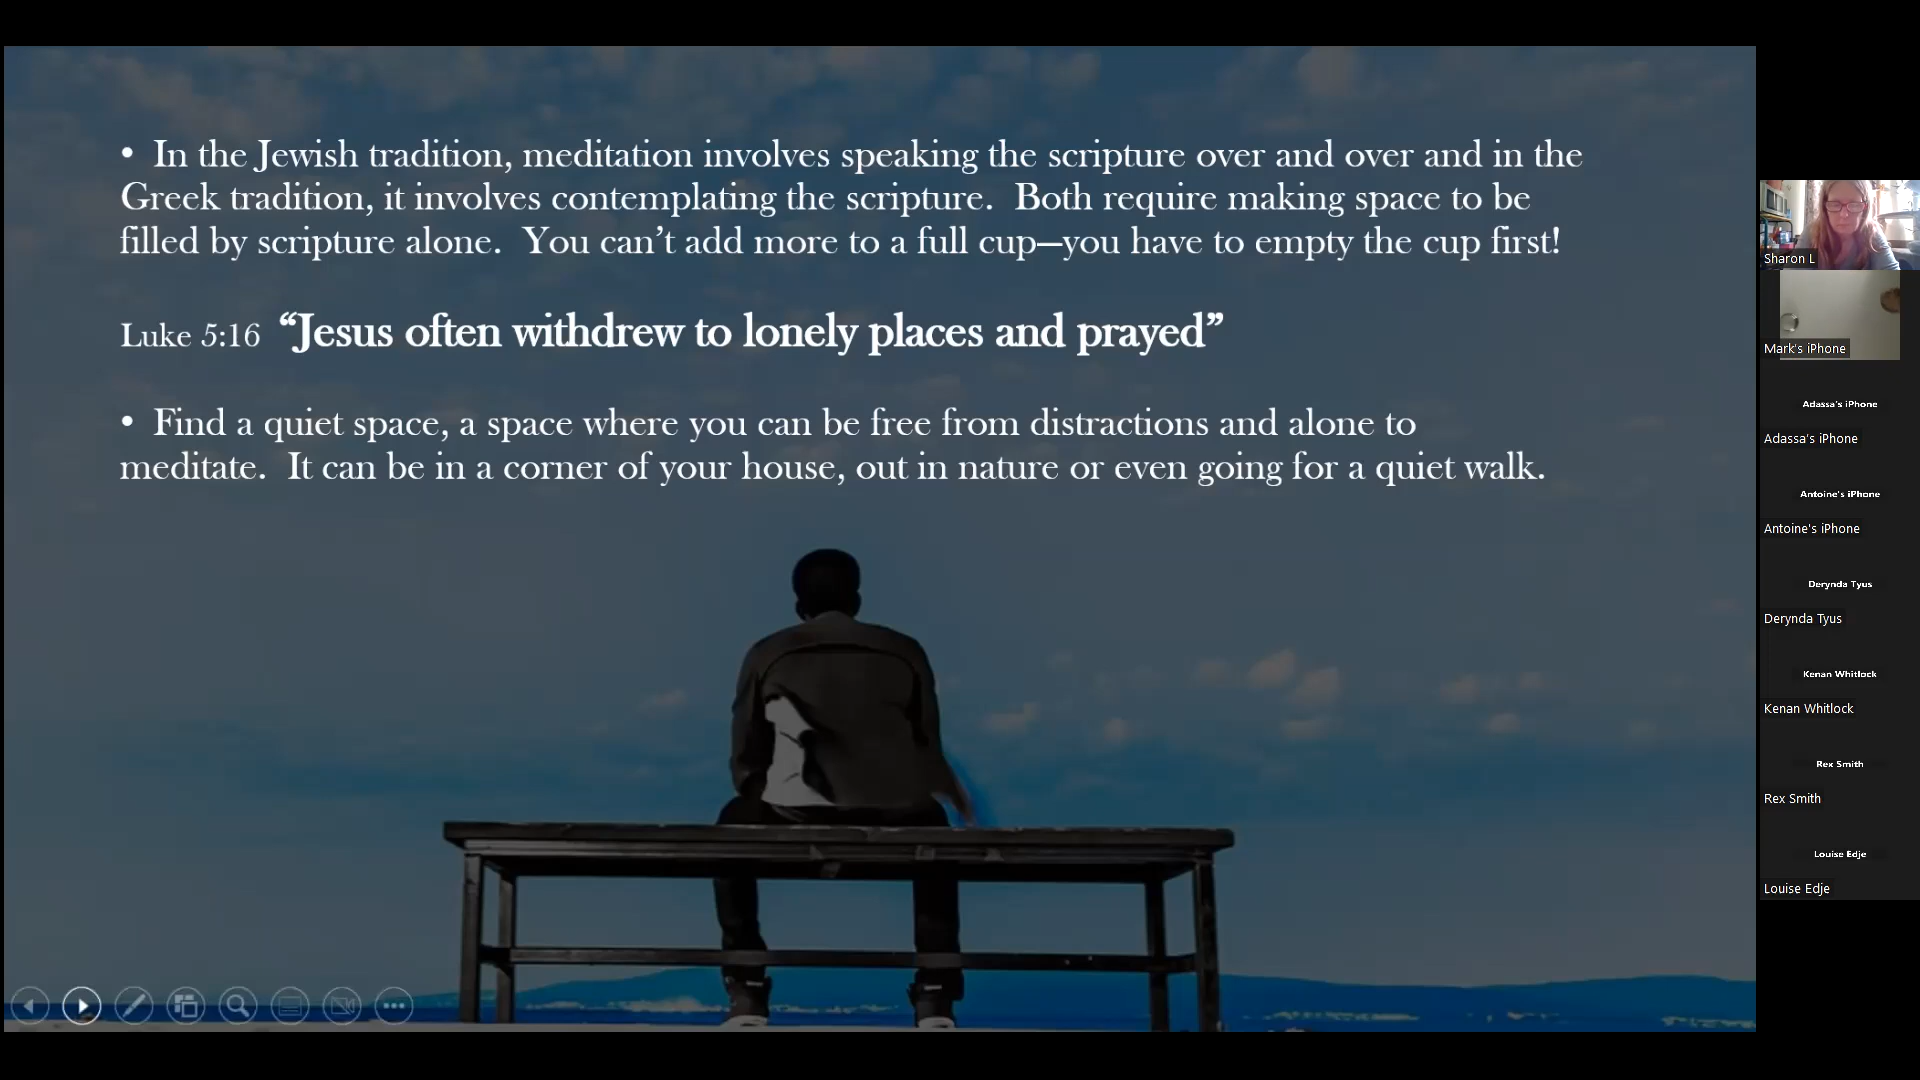 • In the Jewish tradition, meditation involves speaking the scripture over and over and in the
Greek tradition, it involves contemplating the scripture. Both require making space to be
filled by scripture alone. You can’t add more to a full cup—you have to empty the cup first!
Luke 5:16 “Jesus often withdrew to lonely places and prayed”
• Find a quiet space, a space where you can be free from distractions and alone to
meditate. It can be in a corner of your house, out in nature or even going for a quiet walk.
Sharon L
Mark's iPhone
Adassa's iPhone
Adassa's iPhone
Antoine's iPhone
Antoine's iPhone
Derynda Tyus
Derynda Tyus
Kenan Whitlock
Kenan Whitlock
Rex Smith
Rex Smith
Louise Edje
Louise Edje